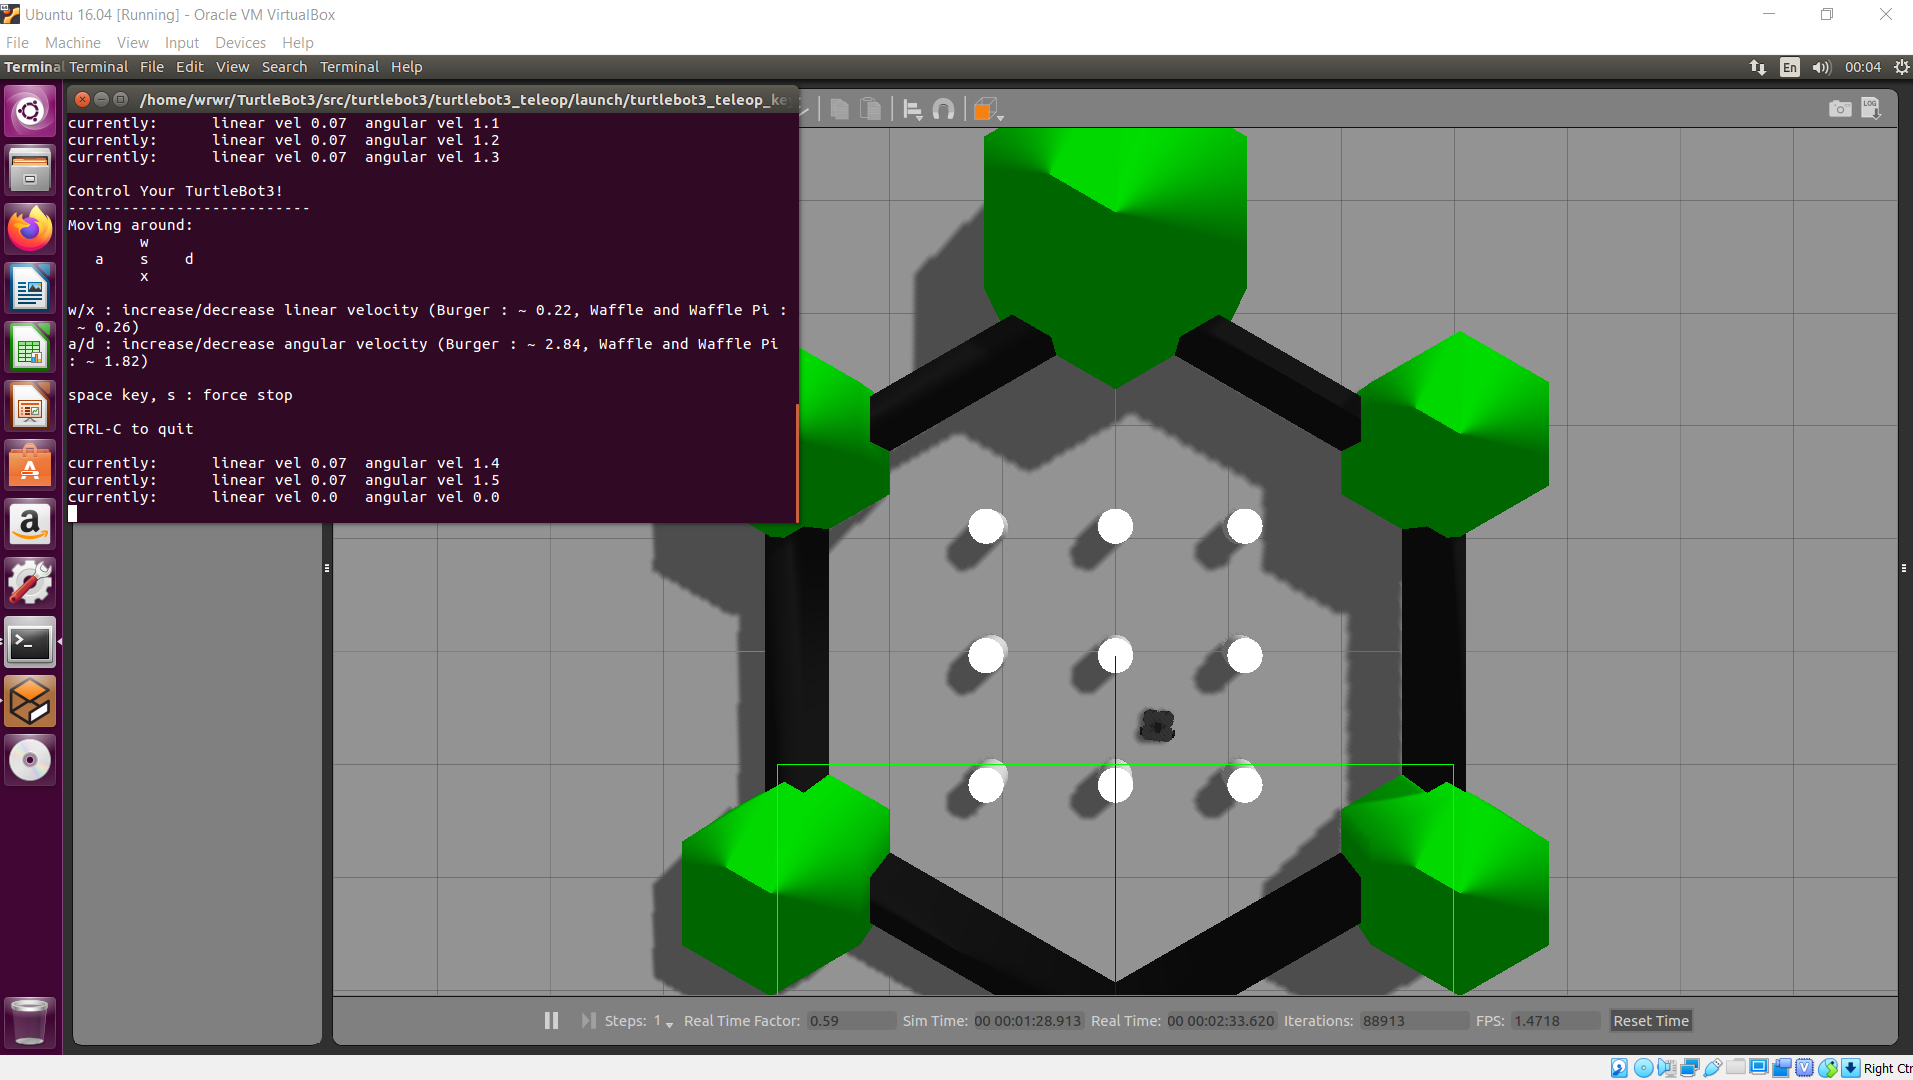 Ubuntu 16.04 [Running] - Oracle VM VirtualBox
File Machine View Input Devices Help
Terminal Terminal File Edit View Search Terminal Help
En 00:04
/home/wrwr/TurtleBot3/src/turtlebot3/turtlebot3_teleop/launch/turtlebot3_teleop_ke
LOG
currently: linear vel 0.07 angular vel 1.1
currently: linear vel 0.07 angular vel 1.2
currently: linear vel 0.07 angular vel 1.3
Control Your TurtleBot3!
---------------------------
Moving around:
w
a s d
x
w/x : increase/decrease linear velocity (Burger : ~ 0.22, Waffle and Waffle Pi :
~ 0.26)
a/d : increase/decrease angular velocity (Burger : ~ 2.84, Waffle and Waffle Pi
: ~ 1.82)
space key, s : force stop
CTRL-C to quit
currently: linear vel 0.07 angular vel 1.4
currently: linear vel 0.07 angular vel 1.5
currently: linear vel 0.0 angular vel 0.0
Steps: 1 Real Time Factor: 0.59 Sim Time: 00 00:01:28.913 Real Time: 00 00:02:33.620 Iterations: 88913 FPS: 1.4718 Reset Time
Right Ctr